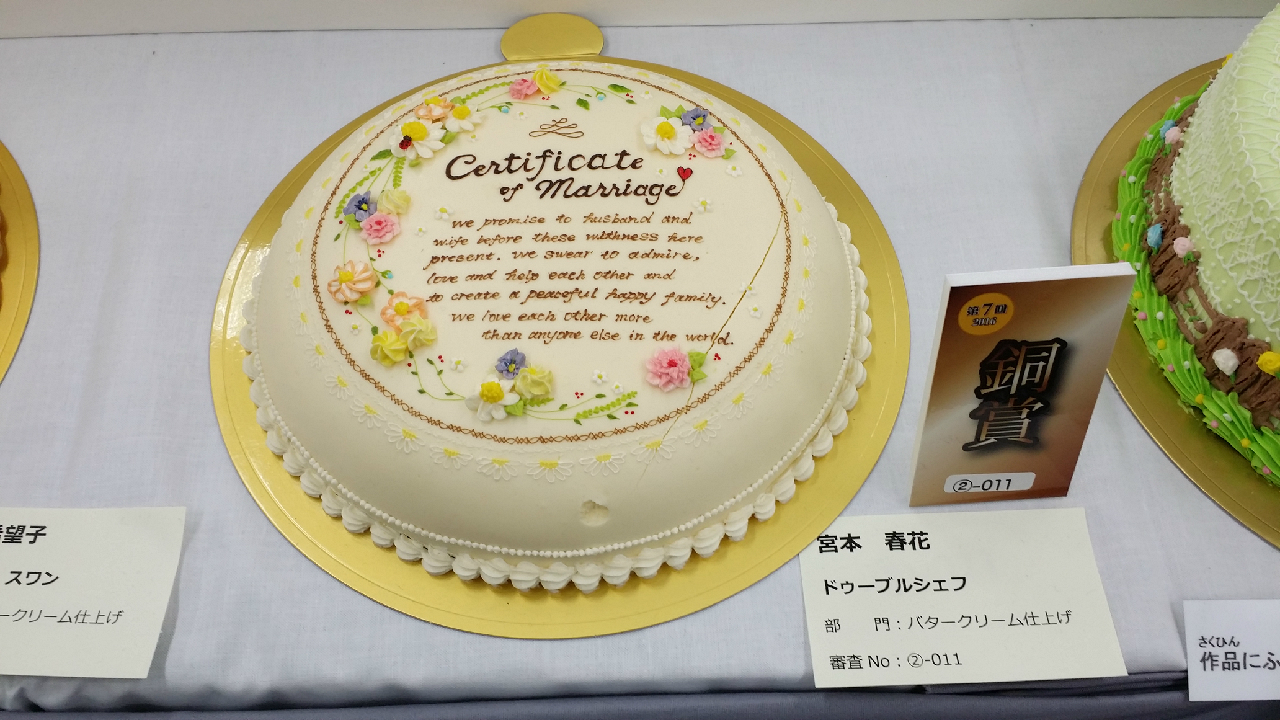 Certificate
of Marriage
we promise to husband and
wife before these withness here
present. we swear to admire,
love and help each other and
to create a peaceful happy family.
we love each other more
than anyone else in the world.
第7回
銅
賞
②-011
宮本 春花
ドゥーブルシェフ
部 門：バタークリーム仕上げ
審査No：②-011
望子
スワン
ークリーム仕上げ
さくひん
作品にふ